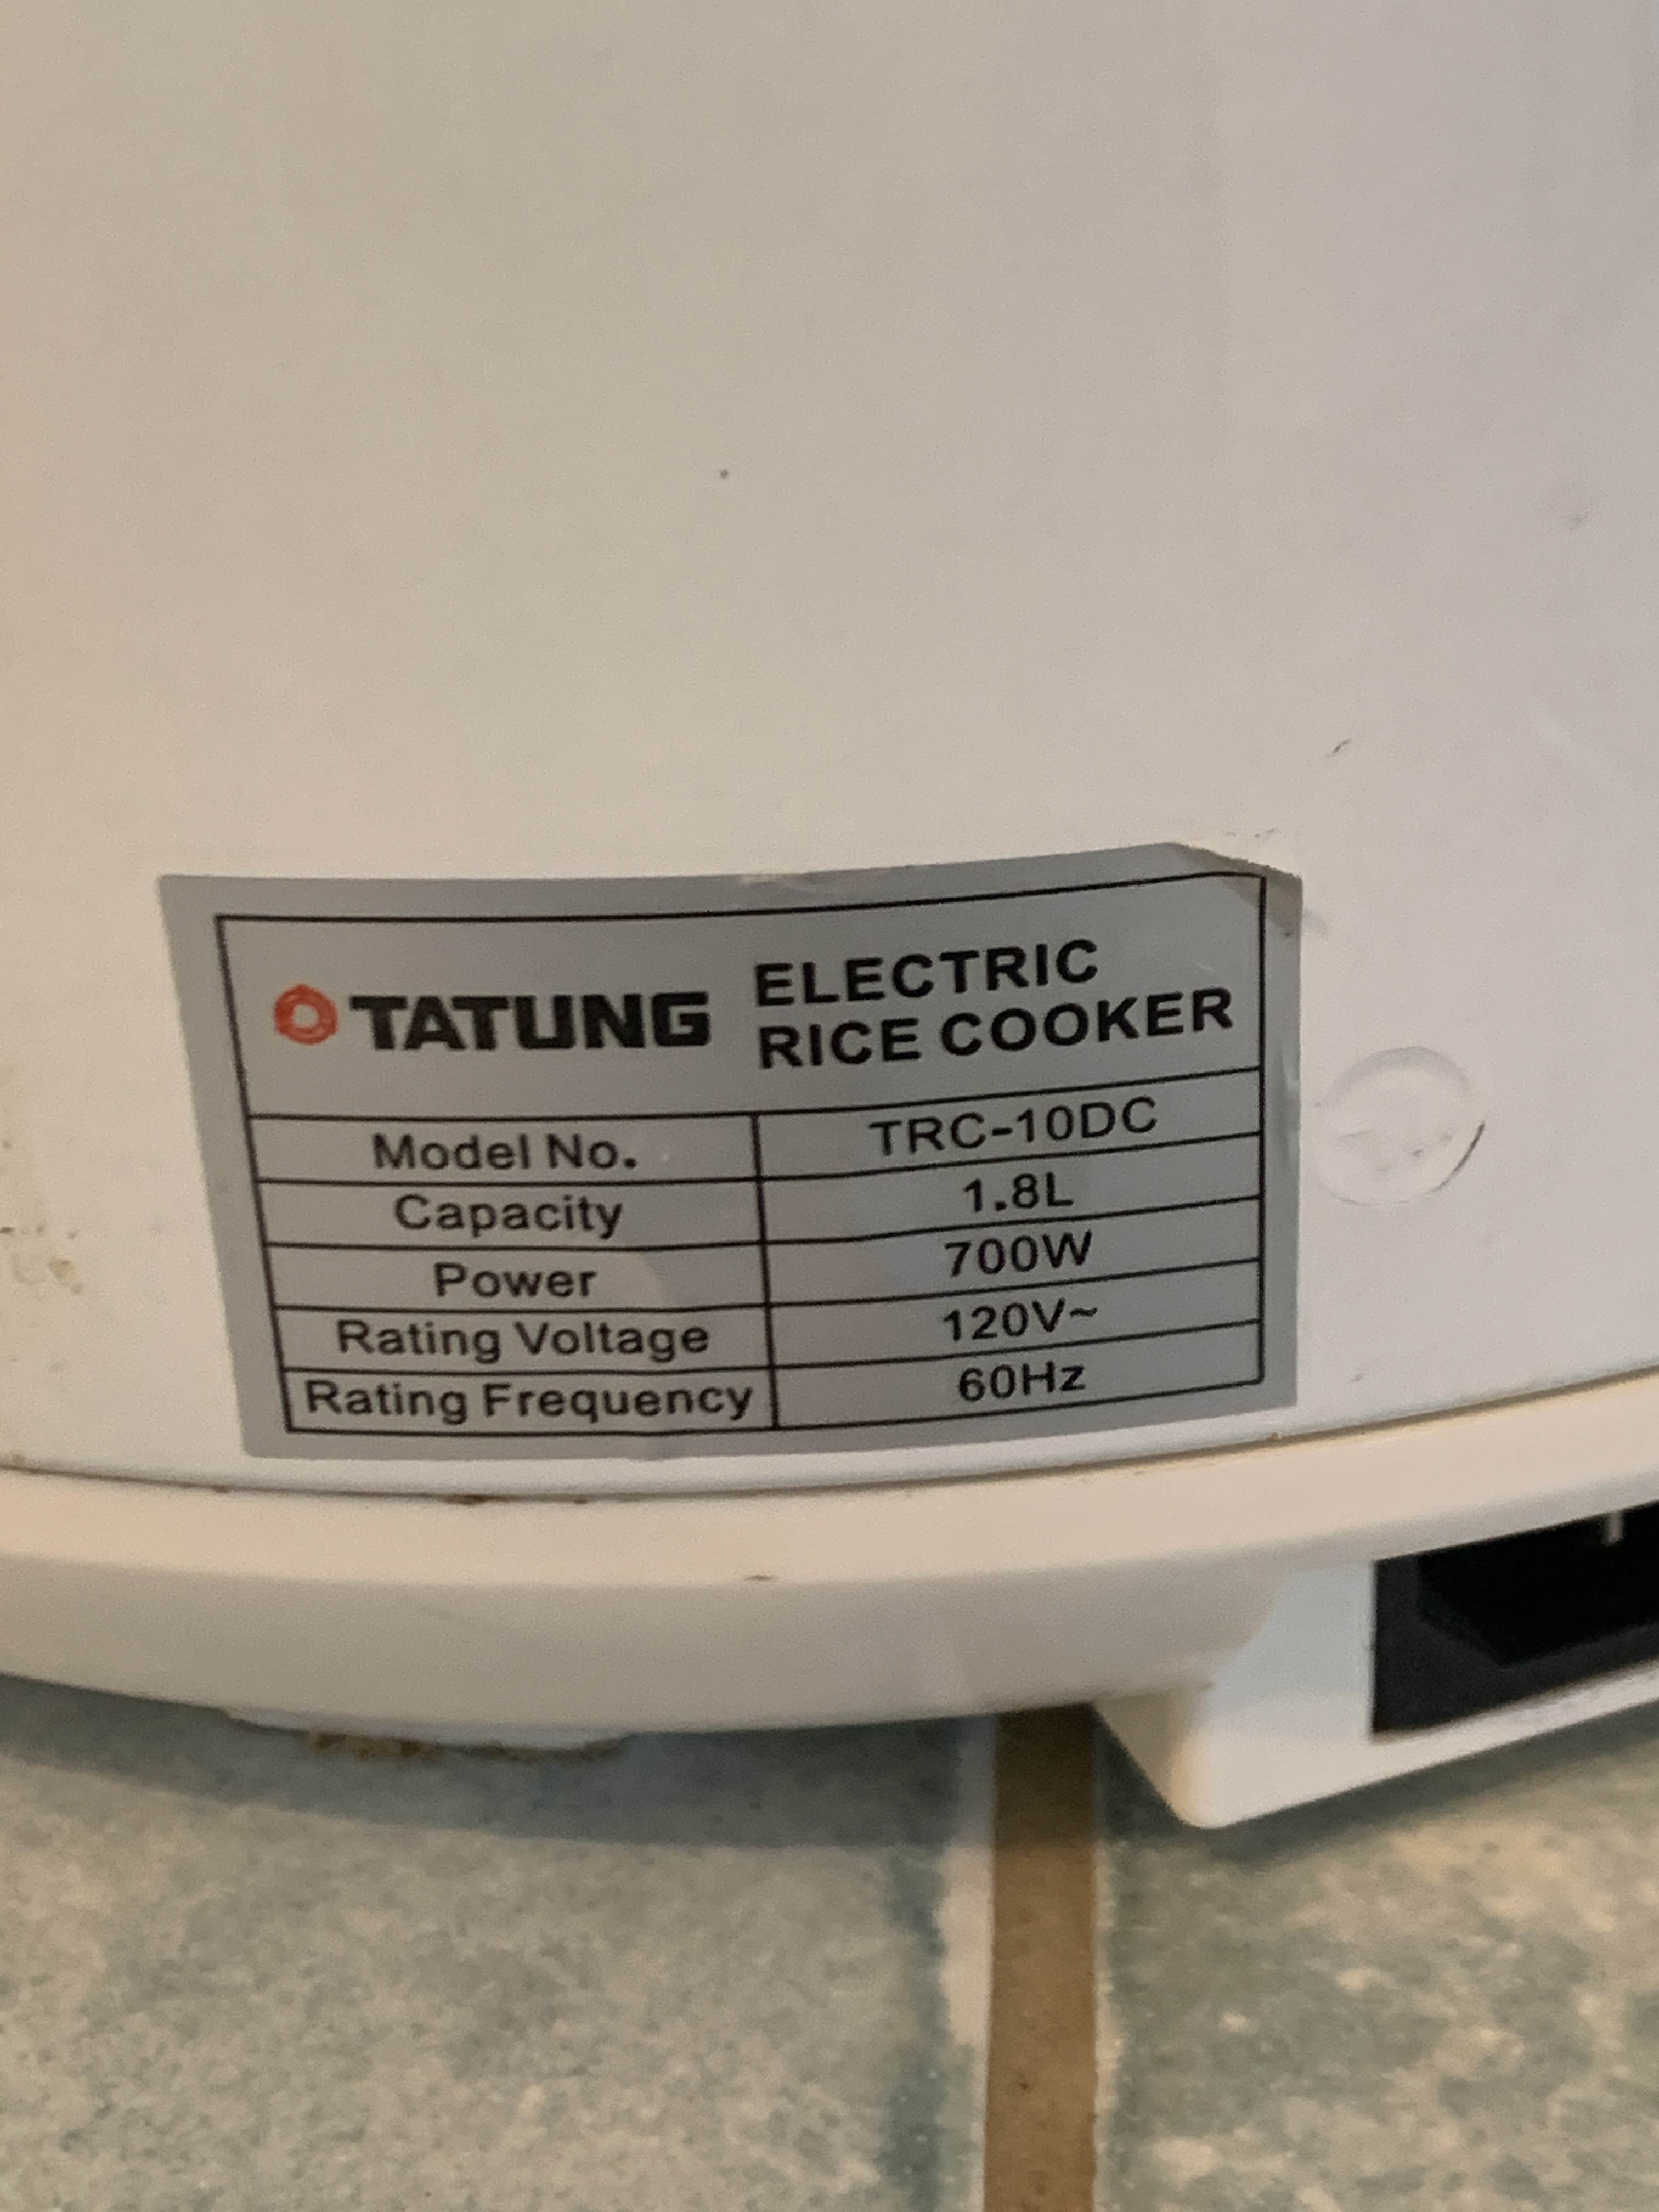 TATUNG ELECTRIC
RICE COOKER
Model No. TRC-10DC
Capacity 1.8L
Power 700W
Rating Voltage 120V~
Rating Frequency 60Hz